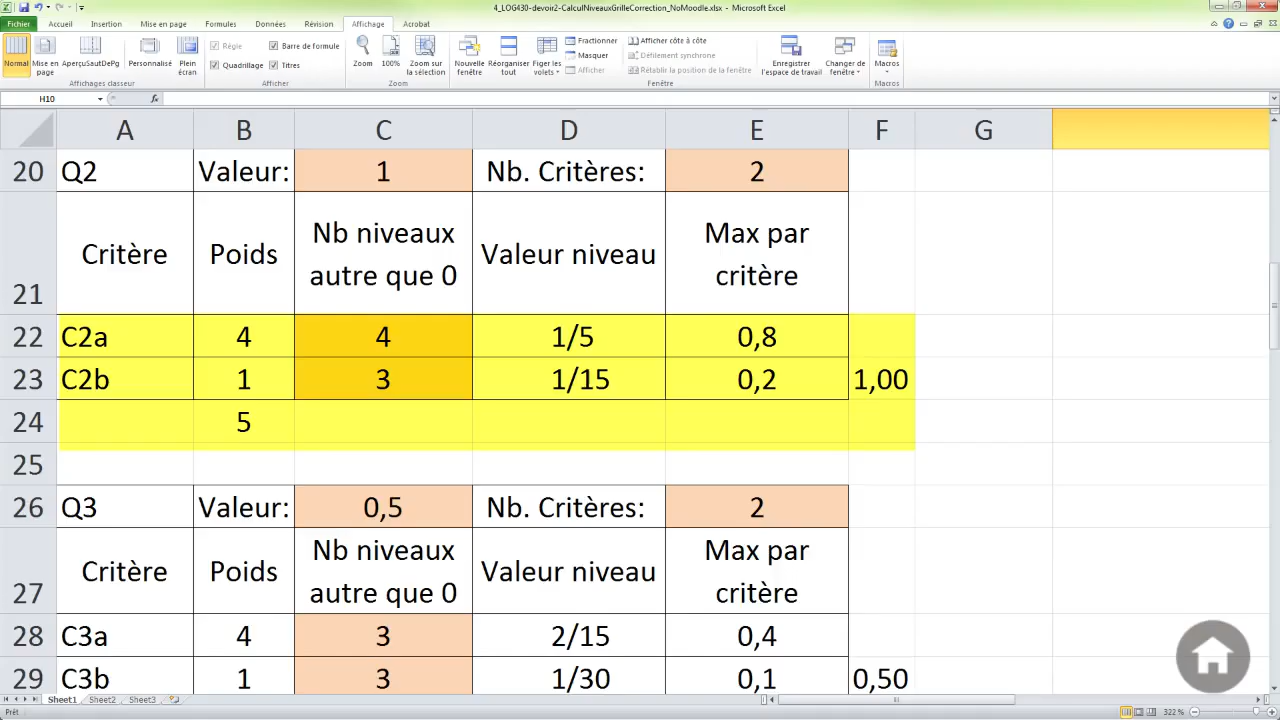 4_LOG430-devoir2-CalculNiveauxGrilleCorrection_NoMoodle.xlsx - Microsoft Excel
Fichier Accueil Insertion Mise en page Formules Données Révision Affichage Acrobat
Normal Mise en page AperçuSautDePg Personnalisé Plein écran
Règle Barre de formule
Quadrillage Titres
Zoom 100% Zoom sur la sélection
Nouvelle fenêtre Réorganiser tout Figer les volets
Fractionner
Masquer
Afficher
Afficher côte à côte
Défilement synchrone
Rétablir la position de la fenêtre
Enregistrer l'espace de travail Changer de fenêtre Macros
Affichages classeur Afficher Zoom Fenêtre Macros
H10 fx
A B C D E F G
20 Q2 Valeur: 1 Nb. Critères: 2
21 Critère Poids Nb niveaux autre que 0 Valeur niveau Max par critère
22 C2a 4 4 1/5 0,8
23 C2b 1 3 1/15 0,2 1,00
24 5
25
26 Q3 Valeur: 0,5 Nb. Critères: 2
27 Critère Poids Nb niveaux autre que 0 Valeur niveau Max par critère
28 C3a 4 3 2/15 0,4
29 C3b 1 3 1/30 0,1 0,50
Sheet1 Sheet2 Sheet3
Prêt 322 %